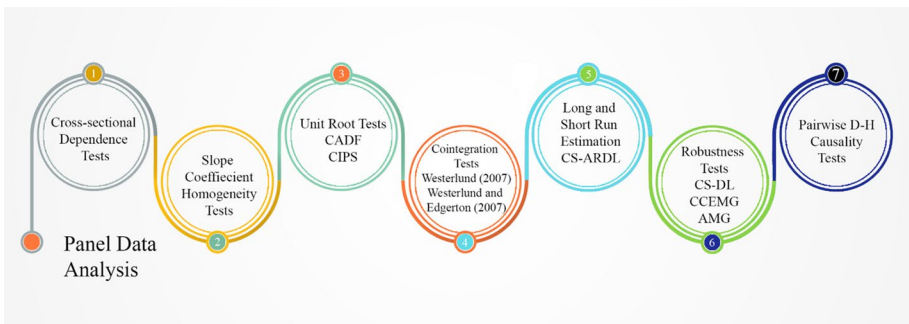 1
Cross-sectional
Dependence
Tests
Slope
Coeffiecient
Homogeneity
Tests
2
3
Unit Root Tests
CADF
CIPS
Cointegration
Tests
Westerlund (2007)
Westerlund and
Edgerton (2007)
4
5
Long and
Short Run
Estimation
CS-ARDL
Robustness
Tests
CS-DL
CCEMG
AMG
6
7
Pairwise D-H
Causality
Tests
Panel Data
Analysis